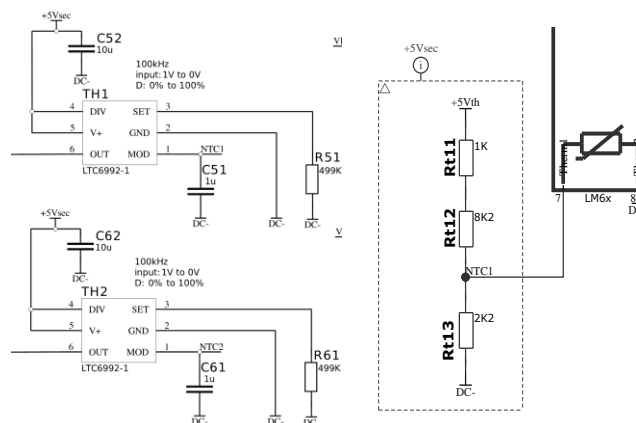 +5Vsec
C52
10u
DC-
100kHz
input:1V to 0V
D: 0% to 100%
TH1
4 DIV SET 3
5 V+ GND 2
6 OUT MOD 1 NTC1
LTC6992-1
C51
1u
R51
499K
DC- DC- DC-
+5Vsec
C62
10u
DC-
100kHz
input:1V to 0V
D: 0% to 100%
TH2
4 DIV SET 3
5 V+ GND 2
6 OUT MOD 1 NTC2
LTC6992-1
C61
1u
R61
499K
DC- DC- DC-
V
+5Vsec
i
+5Vth
Rt11 1K
Rt12 8K2
NTC1
Rt13 2K2
DC-
Therm1
7 LM6x 8
D